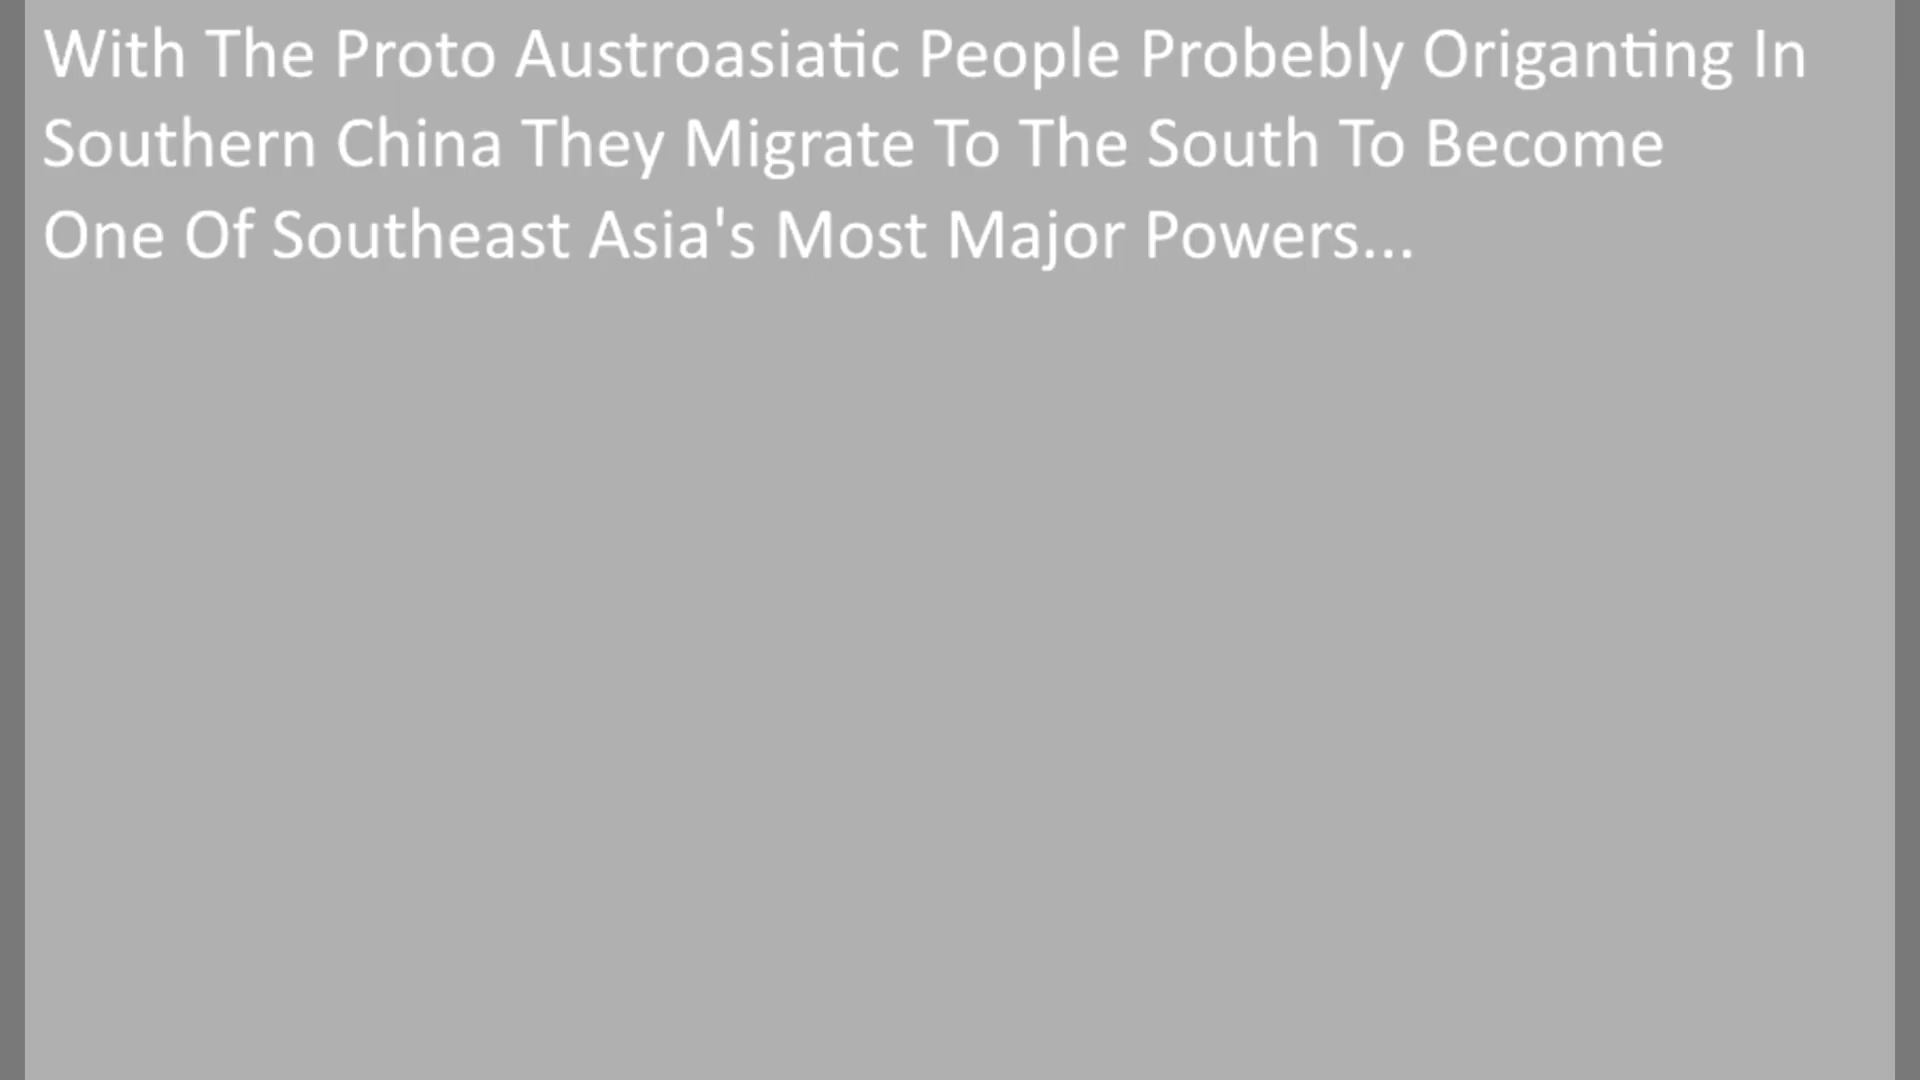 With The Proto Austroasiatic People Probebly Origanting In
Southern China They Migrate To The South To Become
One Of Southeast Asia's Most Major Powers...